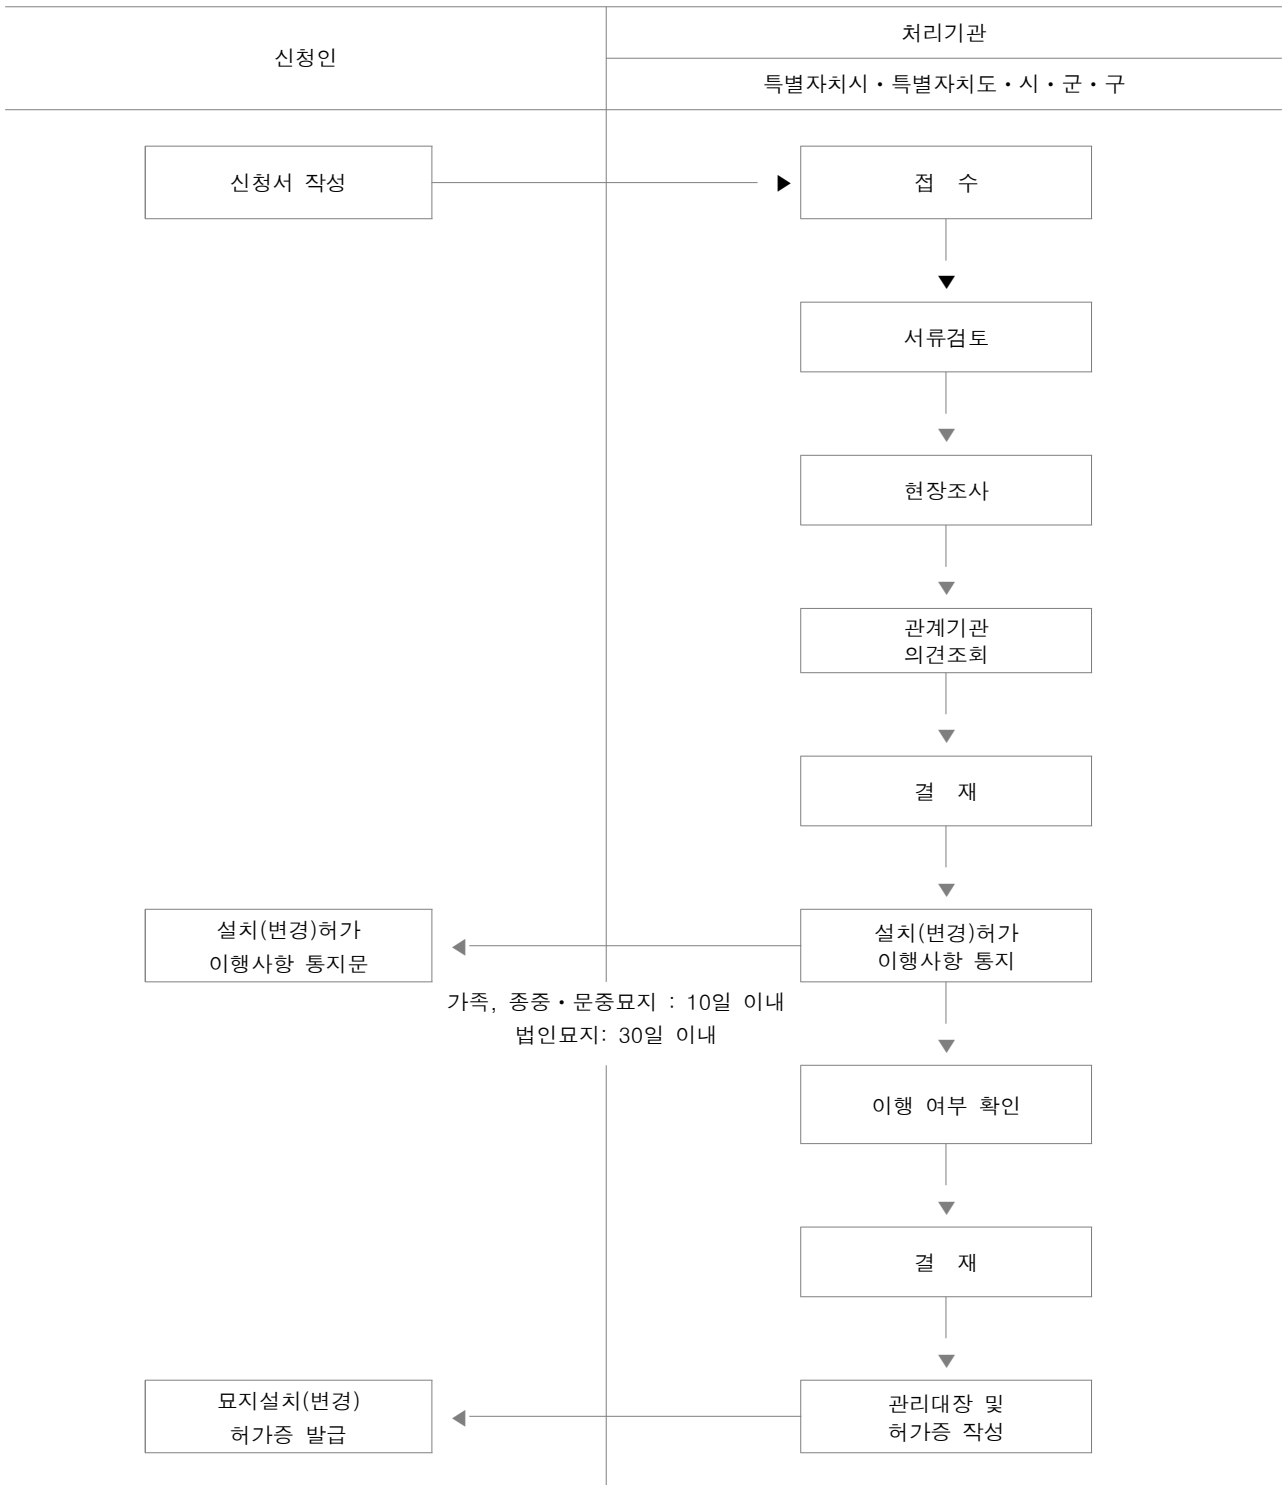 신청인
처리기관
특별자치시·특별자치도·시·군·구
신청서 작성
접 수
서류검토
현장조사
관계기관
의견조회
결 재
설치(변경)허가
이행사항 통지문
설치(변경)허가
이행사항 통지
가족, 종중·문중묘지 : 10일 이내
법인묘지: 30일 이내
이행 여부 확인
결 재
묘지설치(변경)
허가증 발급
관리대장 및
허가증 작성